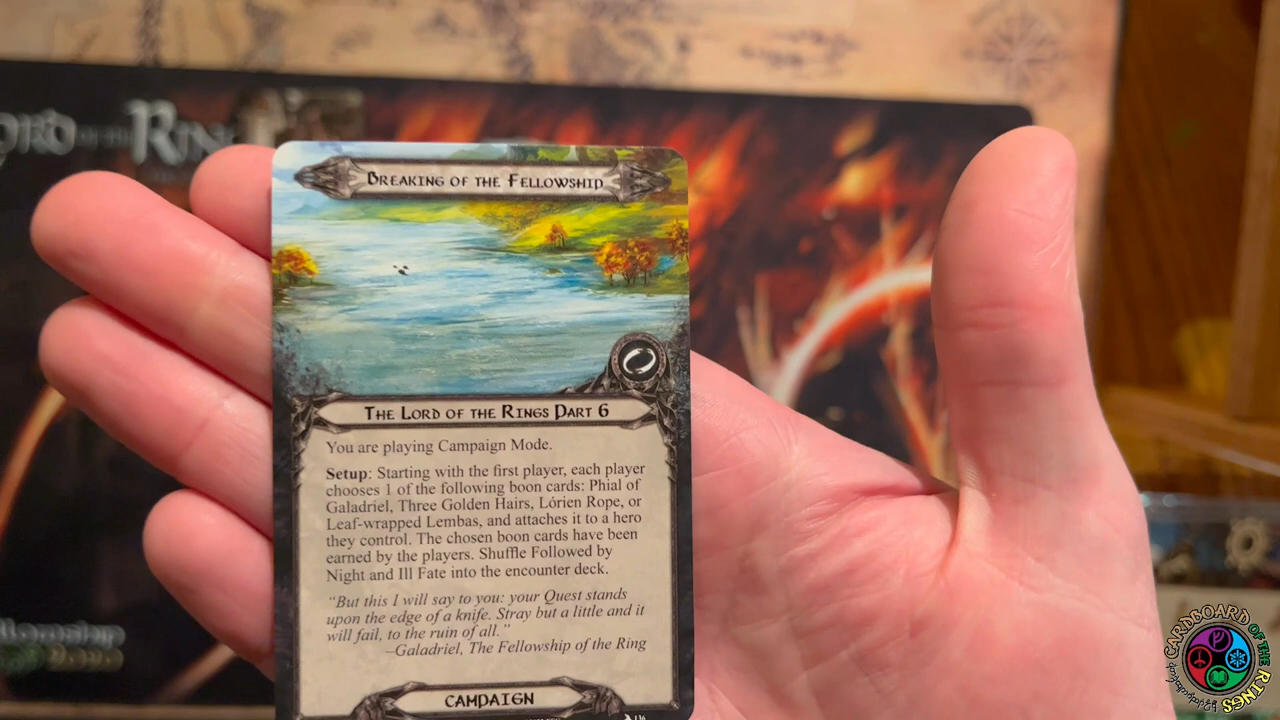 Lord of the Rings
Breaking of the Fellowship
The Lord of the Rings Part 6
You are playing Campaign Mode.
Setup: Starting with the first player, each player
chooses 1 of the following boon cards: Phial of
Galadriel, Three Golden Hairs, Lórien Rope, or
Leaf-wrapped Lembas, and attaches it to a hero
they control. The chosen boon cards have been
earned by the players. Shuffle Followed by
Night and Ill Fate into the encounter deck.
“But this I will say to you: your Quest stands
upon the edge of a knife. Stray but a little and it
will fail, to the ruin of all.”
–Galadriel, The Fellowship of the Ring
CAMPAIGN
CARDBOARD OF THE RINGS